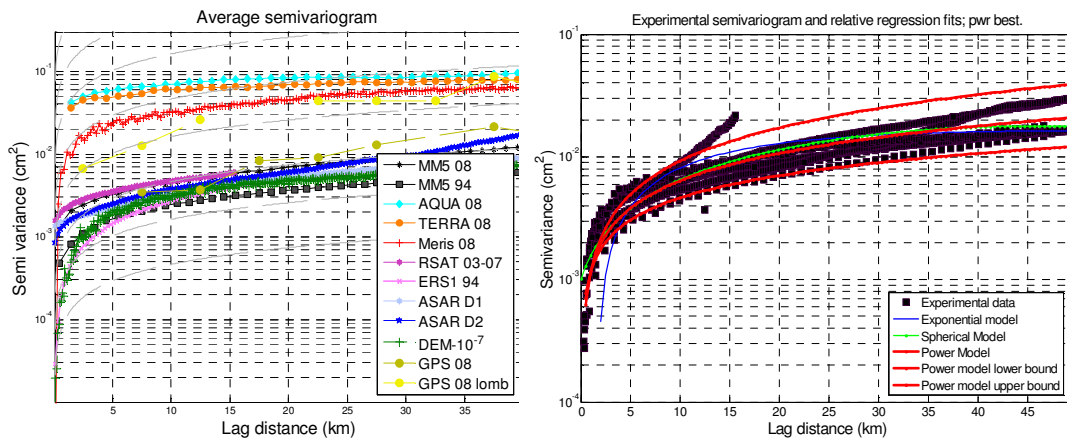 Average semivariogram
10^-1
10^-2
10^-3
10^-4
Semi variance (cm^2)
5 10 15 20 25 30 35
Lag distance (km)
MM5 08
MM5 94
AQUA 08
TERRA 08
Meris 08
RSAT 03-07
ERS1 94
ASAR D1
ASAR D2
DEM-10^-7
GPS 08
GPS 08 lomb
Experimental semivariogram and relative regression fits; pwr best.
10^-1
10^-2
10^-3
10^-4
Semivariance (cm^2)
0 5 10 15 20 25 30 35 40 45
Lag distance (km)
Experimental data
Exponential model
Spherical Model
Power Model
Power model lower bound
Power model upper bound